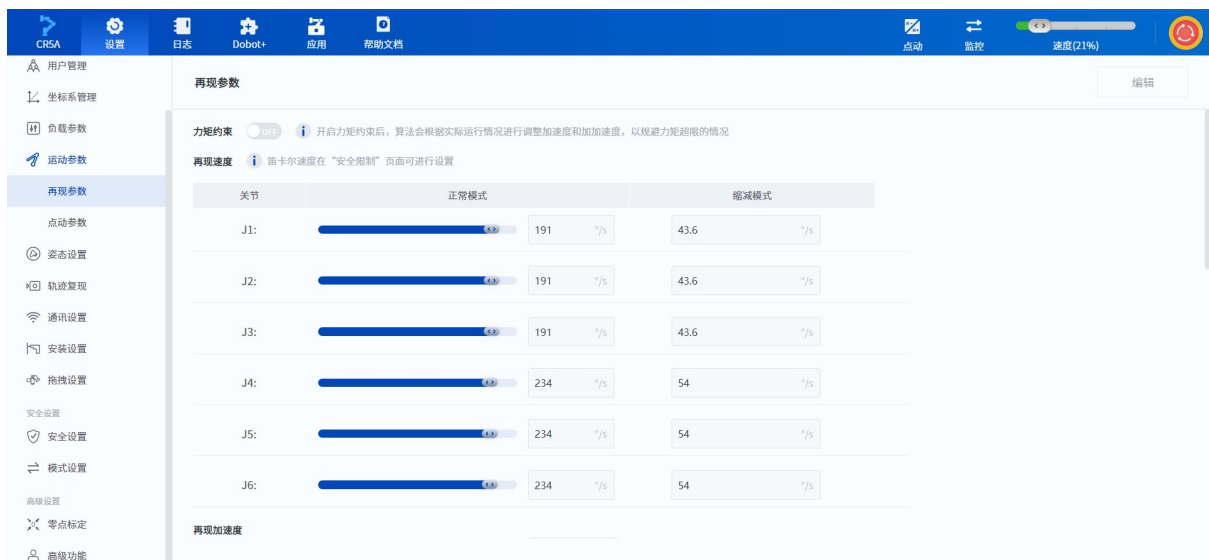 CR5A 设置 日志 Dobot+ 应用 帮助文档 点动 监控 速度(21%)
用户管理
坐标系管理
负载参数
运动参数
再现参数
点动参数
姿态设置
轨迹复现
通讯设置
安装设置
拖拽设置
安全设置
安全设置
模式设置
高级设置
零点标定
高级功能
再现参数 编辑
力矩约束 OFF i 开启力矩约束后，算法会根据实际运行情况进行调整加速度和加加速度，以规避力矩超限的情况
再现速度 i 笛卡尔速度在“安全限制”页面可进行设置
关节 正常模式 缩减模式
J1: 191 °/s 43.6 °/s
J2: 191 °/s 43.6 °/s
J3: 191 °/s 43.6 °/s
J4: 234 °/s 54 °/s
J5: 234 °/s 54 °/s
J6: 234 °/s 54 °/s
再现加速度